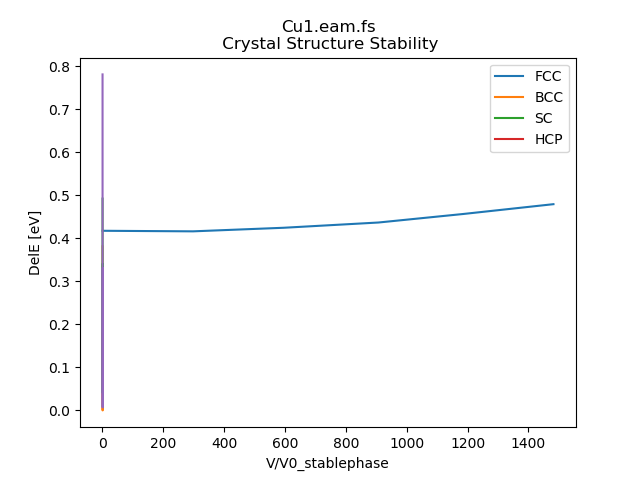 Cu1.eam.fs
Crystal Structure Stability
DelE [eV]
0.8
0.7
0.6
0.5
0.4
0.3
0.2
0.1
0.0
FCC
BCC
SC
HCP
0 200 400 600 800 1000 1200 1400
V/V0_stablephase